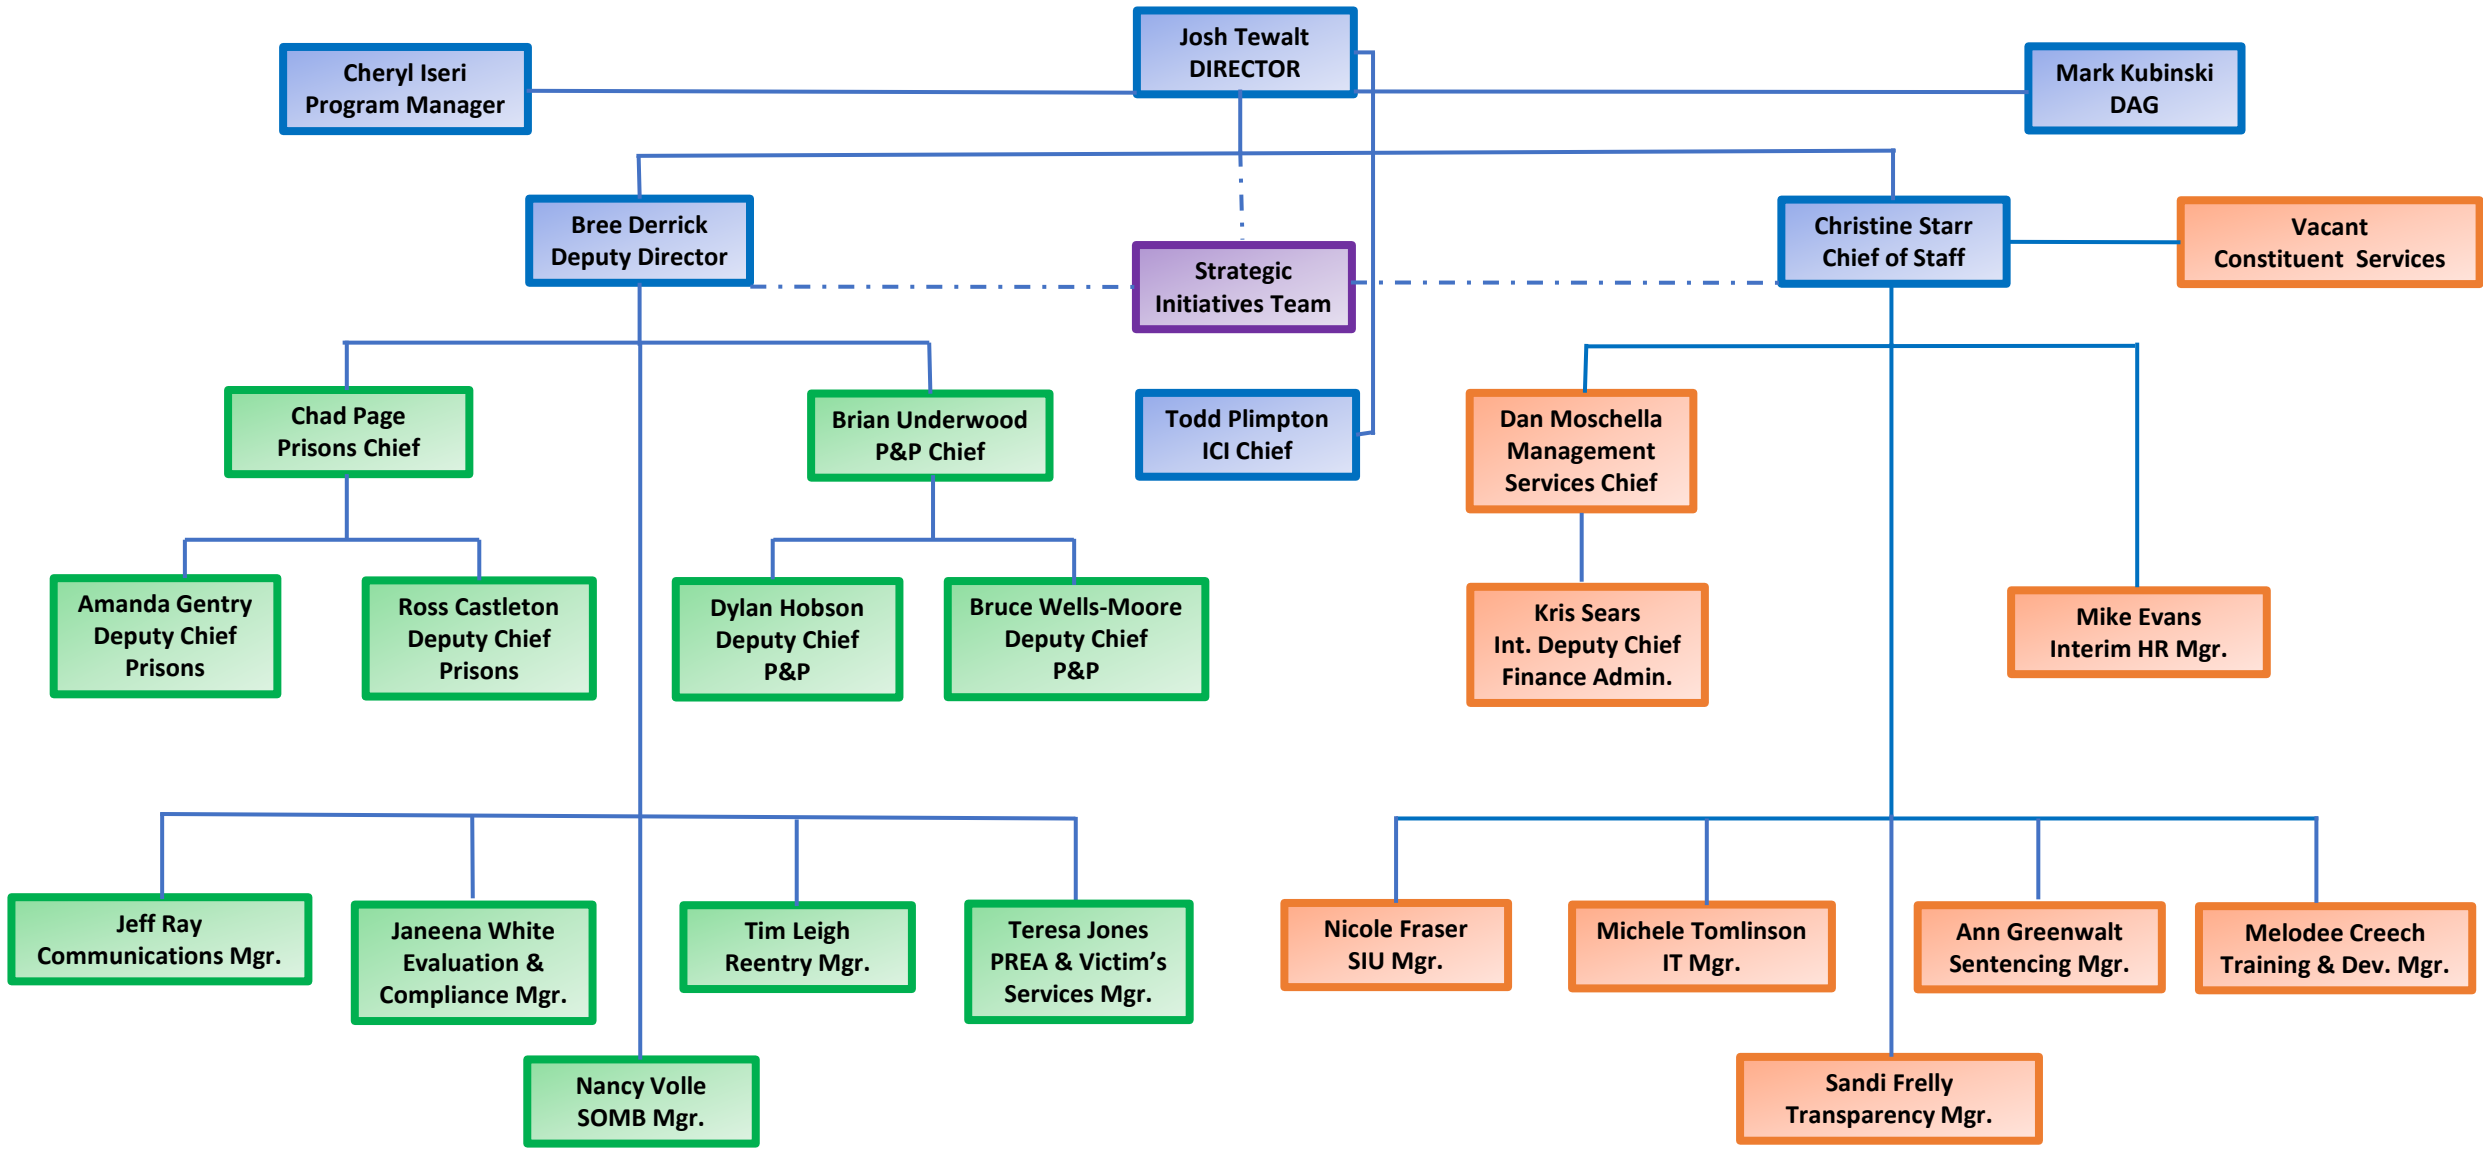 Josh Tewalt
DIRECTOR
Cheryl Iseri
Program Manager
Mark Kubinski
DAG
Bree Derrick
Deputy Director
Christine Starr
Chief of Staff
Vacant
Constituent  Services
Strategic
Initiatives Team
Chad Page
Prisons Chief
Brian Underwood
P&P Chief
Todd Plimpton
ICI Chief
Dan Moschella
Management
Services Chief
Amanda Gentry
Deputy Chief
Prisons
Ross Castleton
Deputy Chief
Prisons
Dylan Hobson
Deputy Chief
P&P
Bruce Wells-Moore
Deputy Chief
P&P
Kris Sears
Int. Deputy Chief
Finance Admin.
Mike Evans
Interim HR Mgr.
Jeff Ray
Communications Mgr.
Janeena White
Evaluation &
Compliance Mgr.
Tim Leigh
Reentry Mgr.
Teresa Jones
PREA & Victim’s
Services Mgr.
Nicole Fraser
SIU Mgr.
Michele Tomlinson
IT Mgr.
Ann Greenwalt
Sentencing Mgr.
Melodee Creech
Training & Dev. Mgr.
Nancy Volle
SOMB Mgr.
Sandi Frelly
Transparency Mgr.